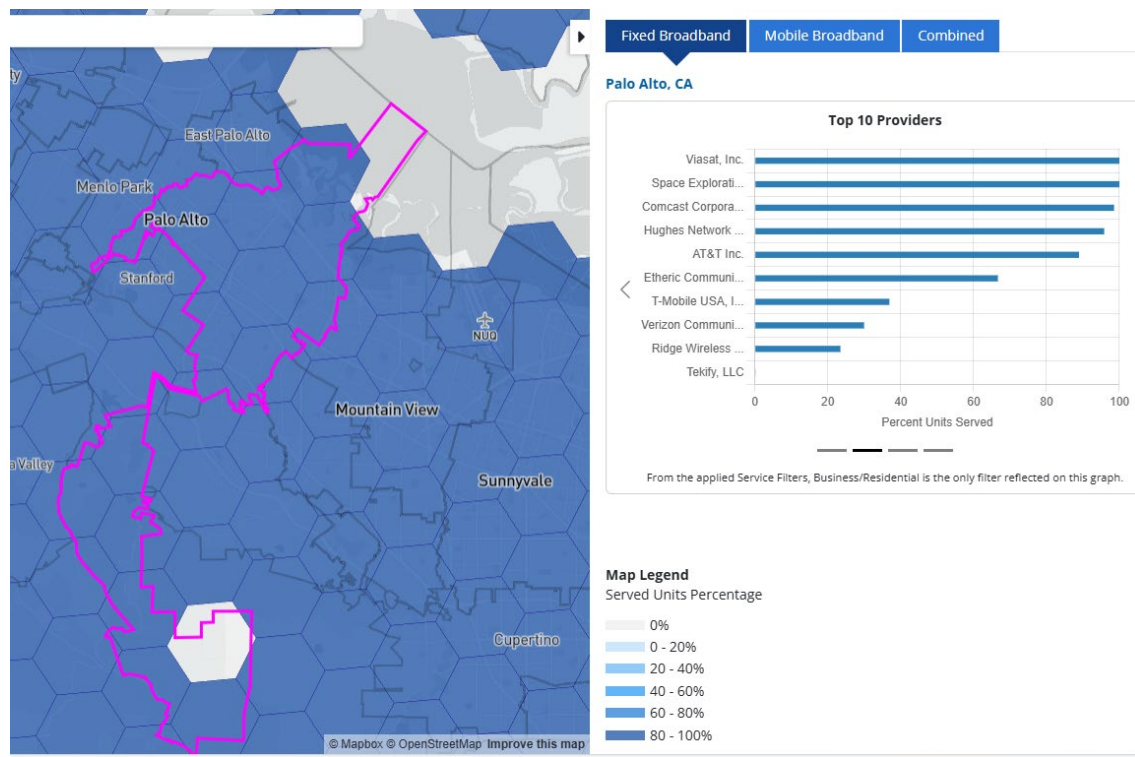 ty
East Palo Alto
Menlo Park
Palo Alto
Stanford
NUQ
Mountain View
a Valley
Sunnyvale
Cupertino
© Mapbox © OpenStreetMap Improve this map
Fixed Broadband
Mobile Broadband
Combined
Palo Alto, CA
Top 10 Providers
Viasat, Inc.
Space Explorati...
Comcast Corpora...
Hughes Network ...
AT&T Inc.
Etheric Communi...
T-Mobile USA, I...
Verizon Communi...
Ridge Wireless ...
Tekify, LLC
0 20 40 60 80 100
Percent Units Served
From the applied Service Filters, Business/Residential is the only filter reflected on this graph.
Map Legend
Served Units Percentage
0%
0 - 20%
20 - 40%
40 - 60%
60 - 80%
80 - 100%